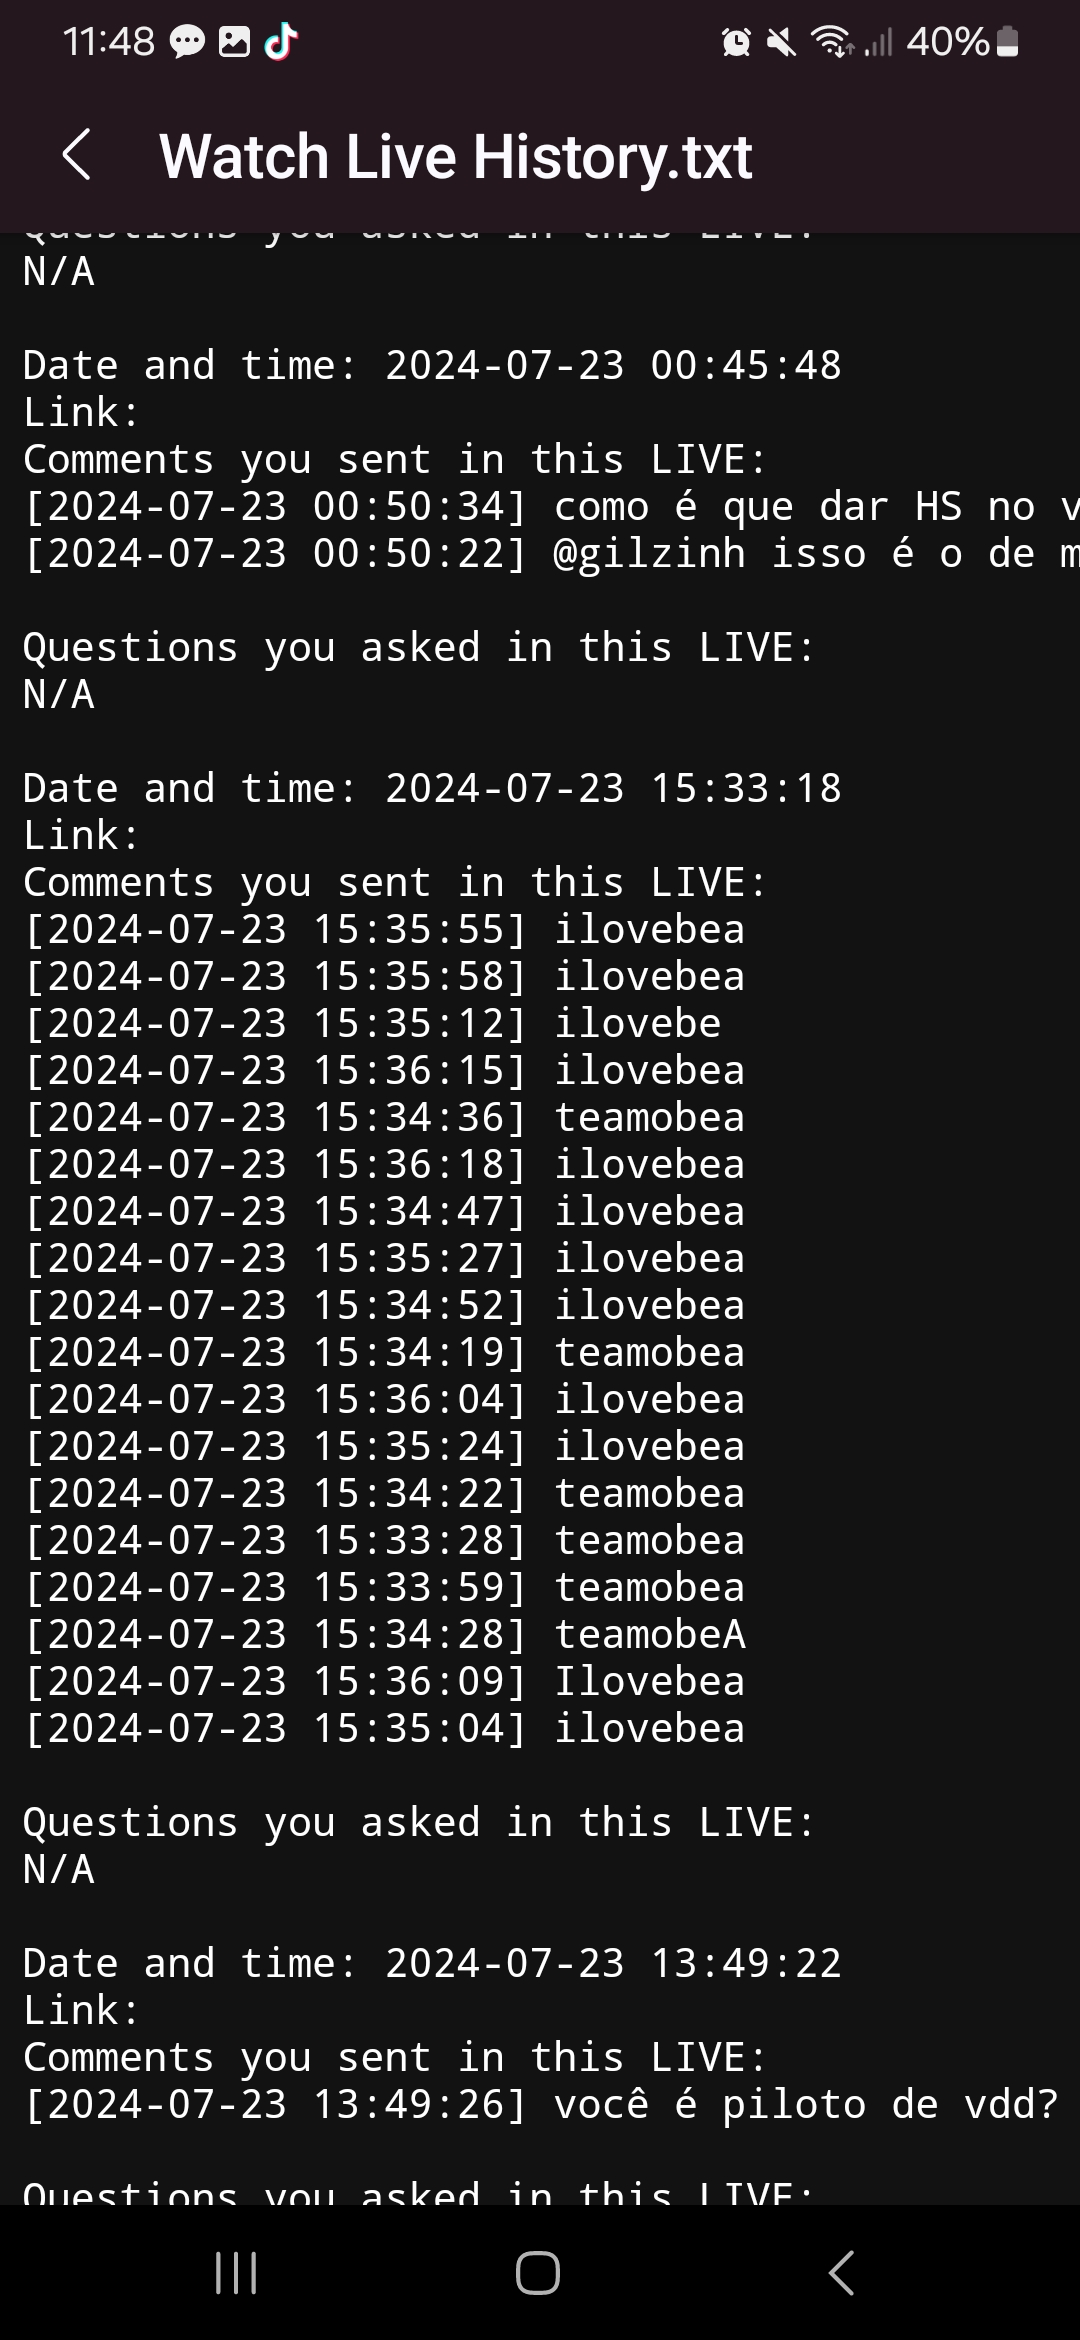 11:48
40%
Watch Live History.txt
Questions you asked in this LIVE:
N/A
Date and time: 2024-07-23 00:45:48
Link:
Comments you sent in this LIVE:
[2024-07-23 00:50:34] como é que dar HS no v
[2024-07-23 00:50:22] @gilzinh isso é o de m
Questions you asked in this LIVE:
N/A
Date and time: 2024-07-23 15:33:18
Link:
Comments you sent in this LIVE:
[2024-07-23 15:35:55] ilovebea
[2024-07-23 15:35:58] ilovebea
[2024-07-23 15:35:12] ilovebe
[2024-07-23 15:36:15] ilovebea
[2024-07-23 15:34:36] teamobea
[2024-07-23 15:36:18] ilovebea
[2024-07-23 15:34:47] ilovebea
[2024-07-23 15:35:27] ilovebea
[2024-07-23 15:34:52] ilovebea
[2024-07-23 15:34:19] teamobea
[2024-07-23 15:36:04] ilovebea
[2024-07-23 15:35:24] ilovebea
[2024-07-23 15:34:22] teamobea
[2024-07-23 15:33:28] teamobea
[2024-07-23 15:33:59] teamobea
[2024-07-23 15:34:28] teamobeA
[2024-07-23 15:36:09] Ilovebea
[2024-07-23 15:35:04] ilovebea
Questions you asked in this LIVE:
N/A
Date and time: 2024-07-23 13:49:22
Link:
Comments you sent in this LIVE:
[2024-07-23 13:49:26] você é piloto de vdd?
Questions you asked in this LIVE: